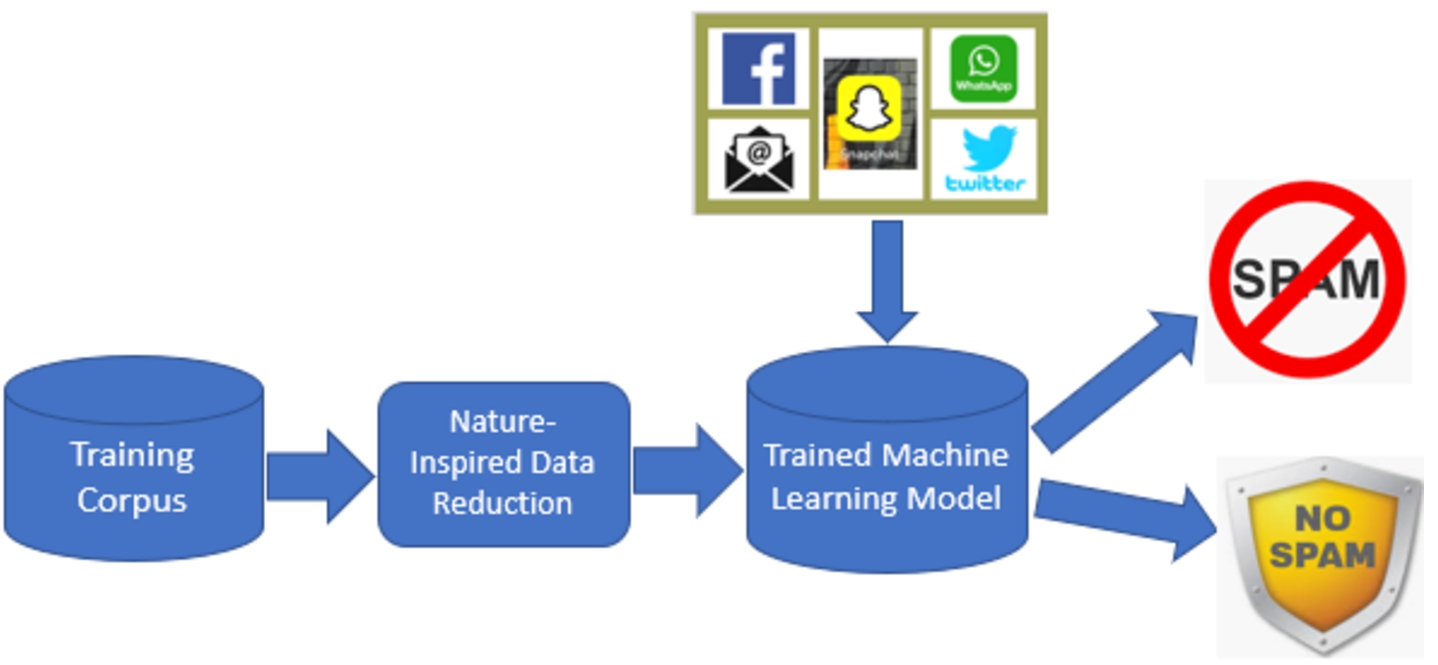 WhatsApp
Snapchat
@
twitter
SPAM
Training
Corpus
Nature-
Inspired Data
Reduction
Trained Machine
Learning Model
NO
SPAM